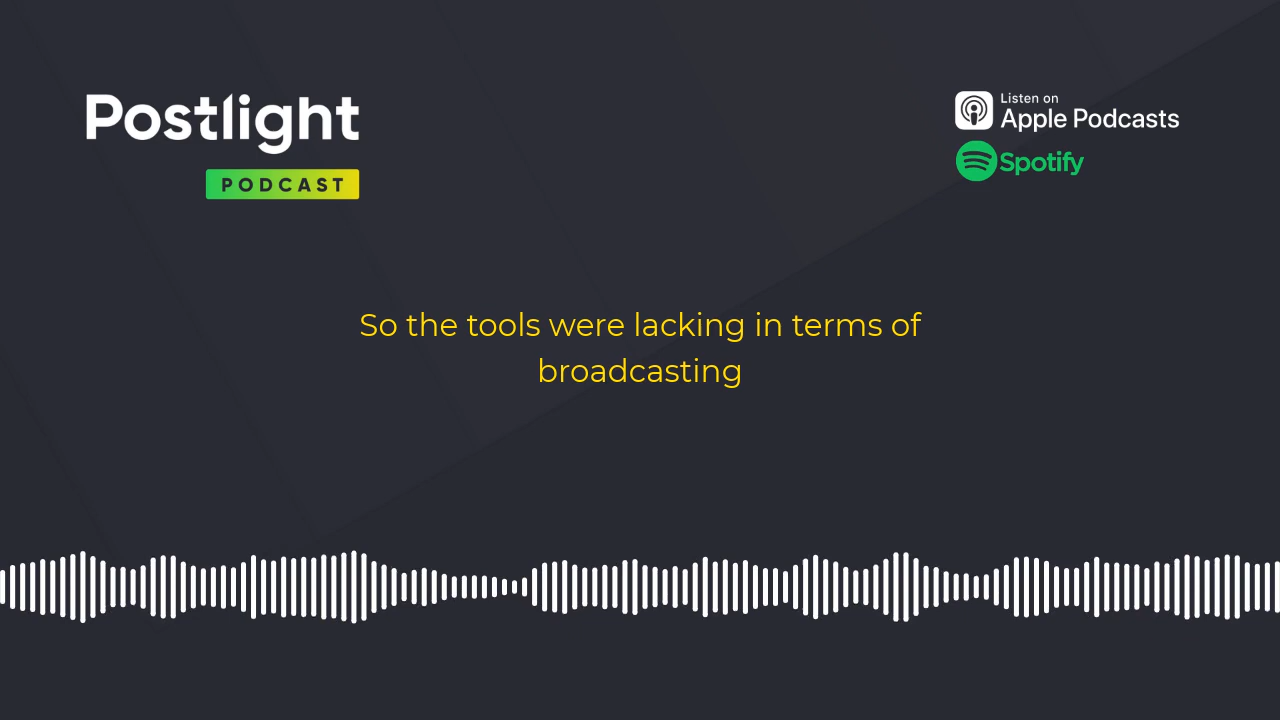 Postlight
PODCAST
Listen on
Apple Podcasts
Spotify
So the tools were lacking in terms of
broadcasting